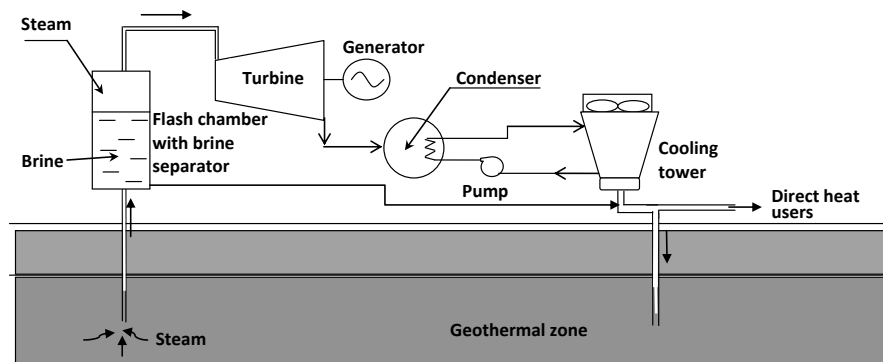 Steam
Generator
Turbine
Condenser
Flash chamber
with brine
separator
Brine
Cooling
tower
Pump
Direct heat
users
Steam
Geothermal zone